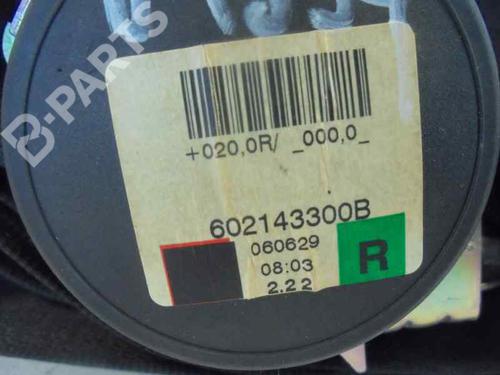 B-PARTS
+020,0R/ _000,0_
602143300B
060629
08:03
2.22
R